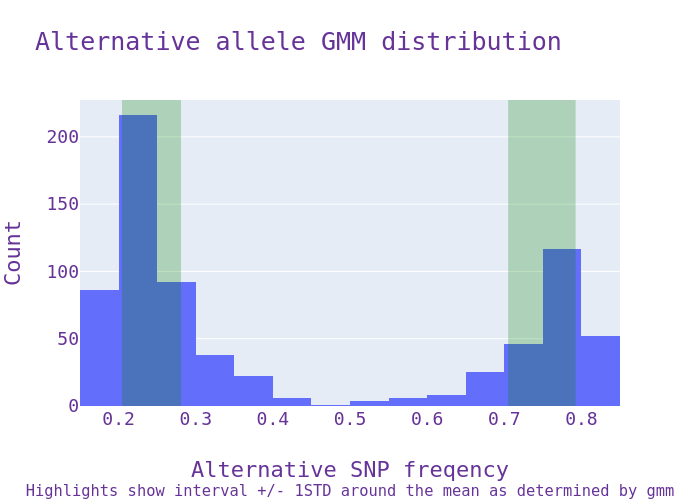 Alternative allele GMM distribution
200
150
100
50
0
Count
0.2 0.3 0.4 0.5 0.6 0.7 0.8
Alternative SNP freqency
Highlights show interval +/- 1STD around the mean as determined by gmm